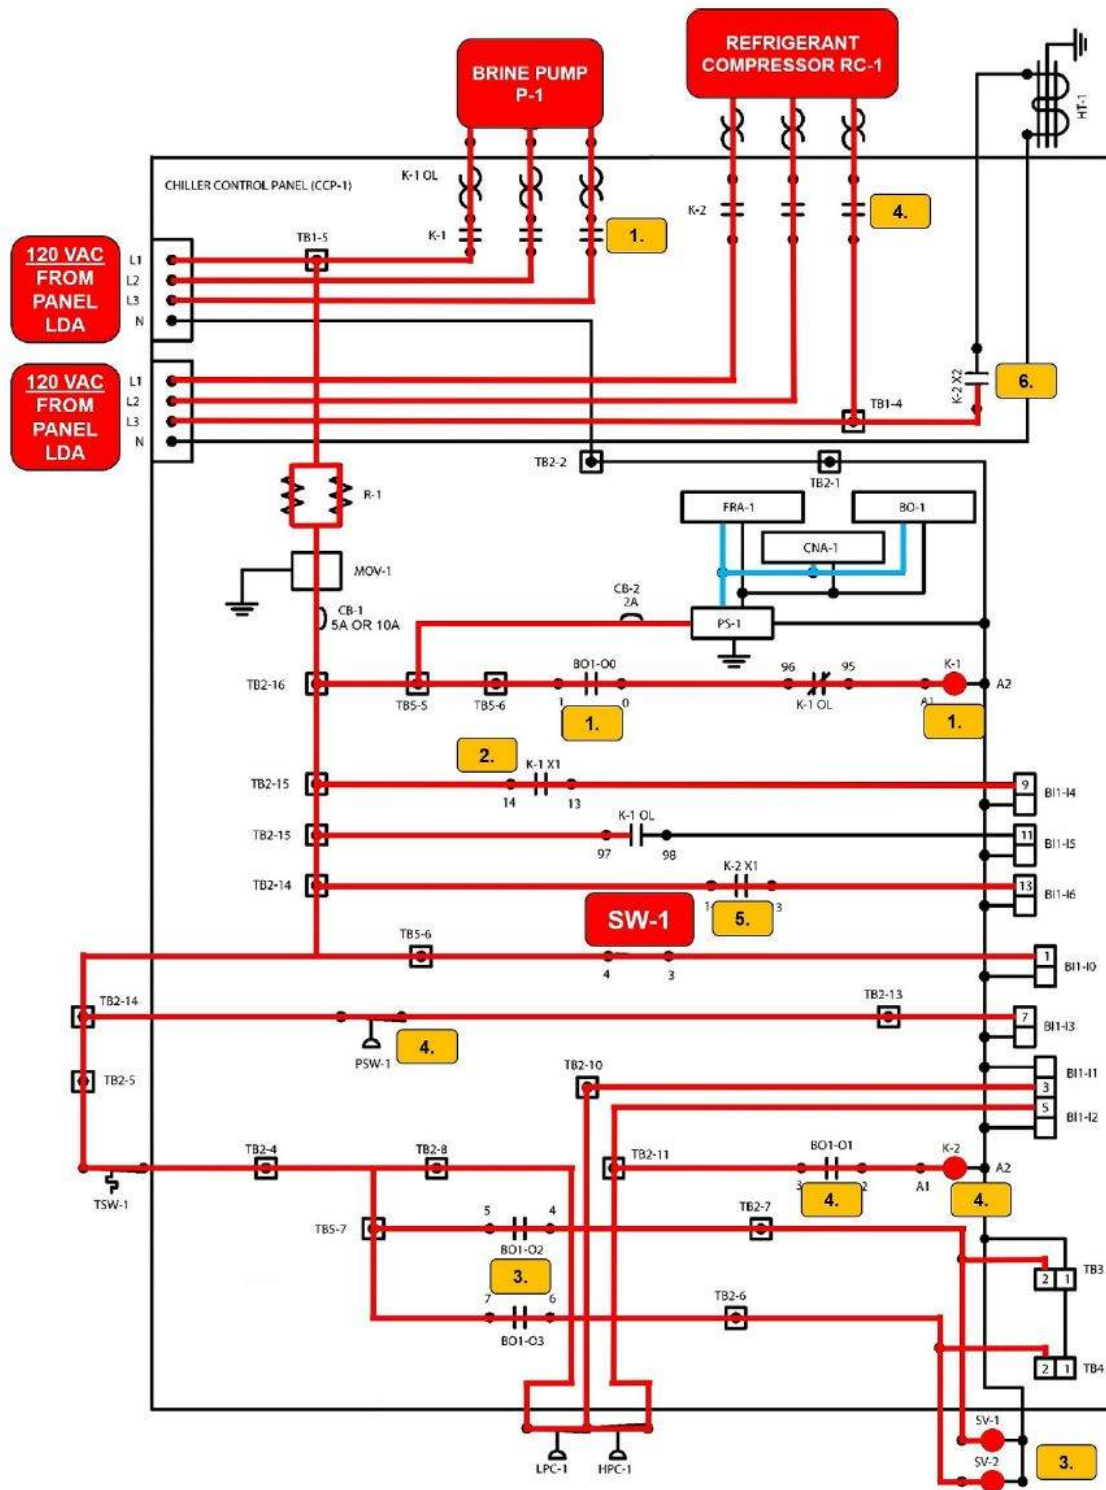 REFRIGERANT
COMPRESSOR RC-1
BRINE PUMP
P-1
HT-1
CHILLER CONTROL PANEL (CCP-1)
K-1 OL
K-2
4.
K-1
1.
TB1-5
120 VAC
FROM
PANEL
LDA
L1
L2
L3
N
120 VAC
FROM
PANEL
LDA
L1
L2
L3
N
K-2 X2
6.
TB1-4
TB2-2
TB2-1
R-1
FRA-1
BO-1
CNA-1
MOV-1
CB-1
5A OR 10A
CB-2
2A
PS-1
TB2-16
TB5-5
TB5-6
BO1-O0
1
0
1.
96
95
K-1 OL
K-1
A1
A2
1.
2.
K-1 X1
TB2-15
14
13
9
BI1-I4
K-1 OL
TB2-15
97
98
11
BI1-I5
K-2 X1
TB2-14
1
3
13
BI1-I6
5.
SW-1
TB5-6
4
3
1
BI1-I0
TB2-14
PSW-1
4.
TB2-13
7
BI1-I3
TB2-5
TB2-10
BI1-I1
3
5
BI1-I2
TSW-1
TB2-4
TB2-8
TB2-11
BO1-O1
3
2
4.
K-2
A1
A2
4.
TB5-7
5
4
BO1-O2
TB2-7
3.
2
1
TB3
7
6
BO1-O3
TB2-6
2
1
TB4
LPC-1
HPC-1
SV-1
SV-2
3.